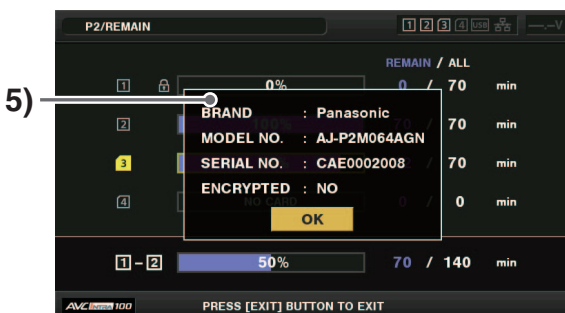 P2/REMAIN 1 2 3 4 USB —.—V
REMAIN / ALL
1 0% 0 / 70 min
5)
BRAND : Panasonic
2 100% / 70 min
MODEL NO. : AJ-P2M064AGN
3 SERIAL NO. : CAE0002008 / 70 min
ENCRYPTED : NO
4 NO CARD 0 / 0 min
OK
1 - 2 50% 70 / 140 min
AVC INTRA 100 PRESS [EXIT] BUTTON TO EXIT